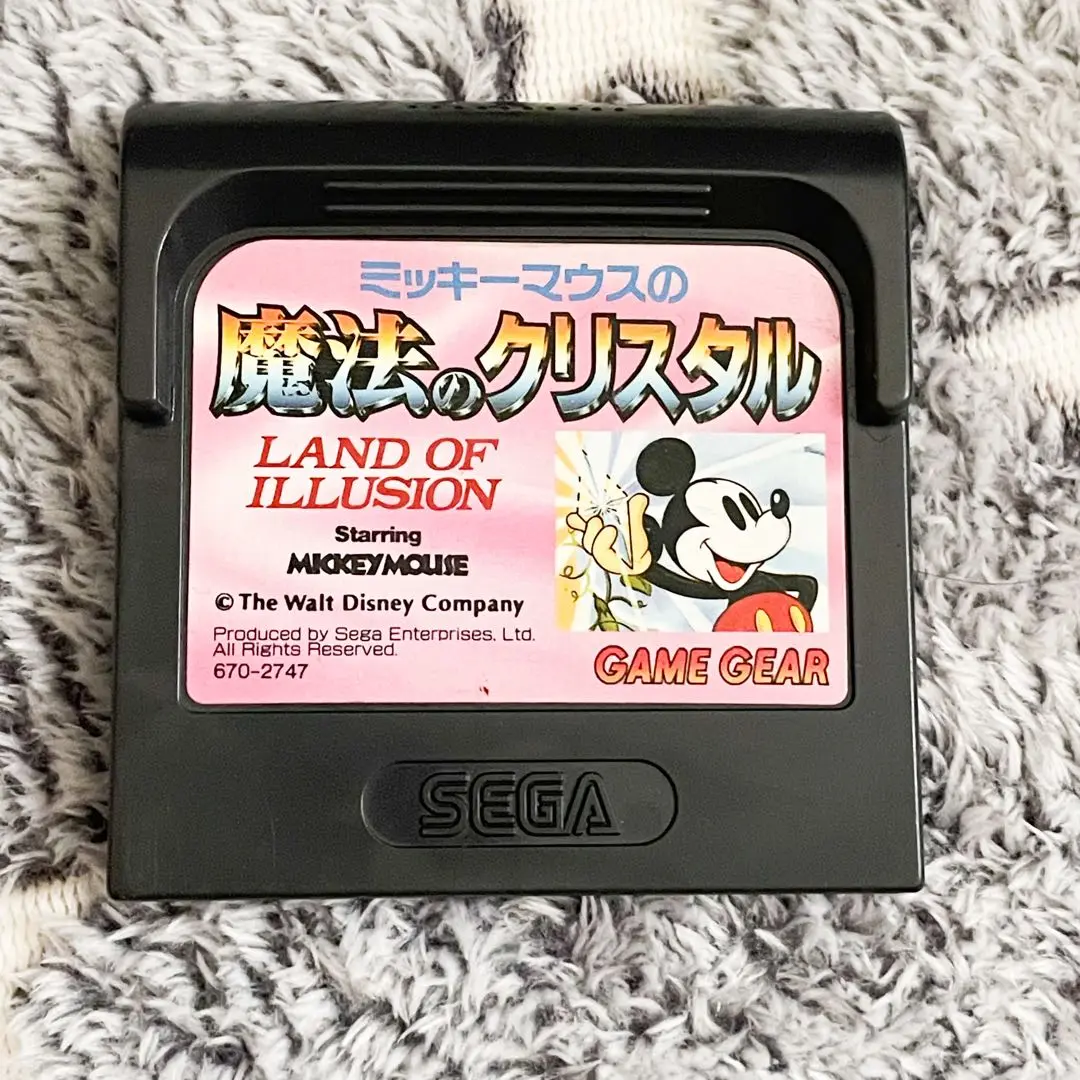 ミッキーマウスの
魔法のクリスタル
LAND OF
ILLUSION
Starring
MICKEY MOUSE
© The Walt Disney Company
Produced by Sega Enterprises, Ltd.
All Rights Reserved.
670-2747
GAME GEAR
SEGA